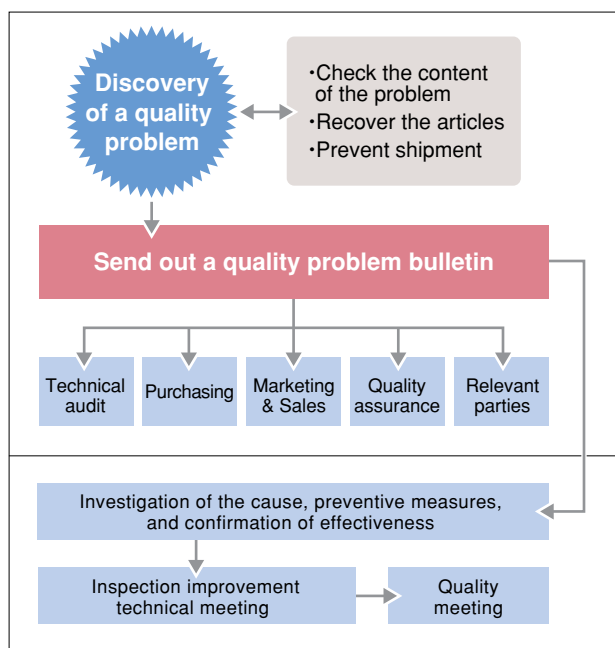 Discovery
of a quality
problem
・Check the content
of the problem
・Recover the articles
・Prevent shipment
Send out a quality problem bulletin
Technical
audit
Purchasing
Marketing
& Sales
Quality
assurance
Relevant
parties
Investigation of the cause, preventive measures,
and confirmation of effectiveness
Inspection improvement
technical meeting
Quality
meeting